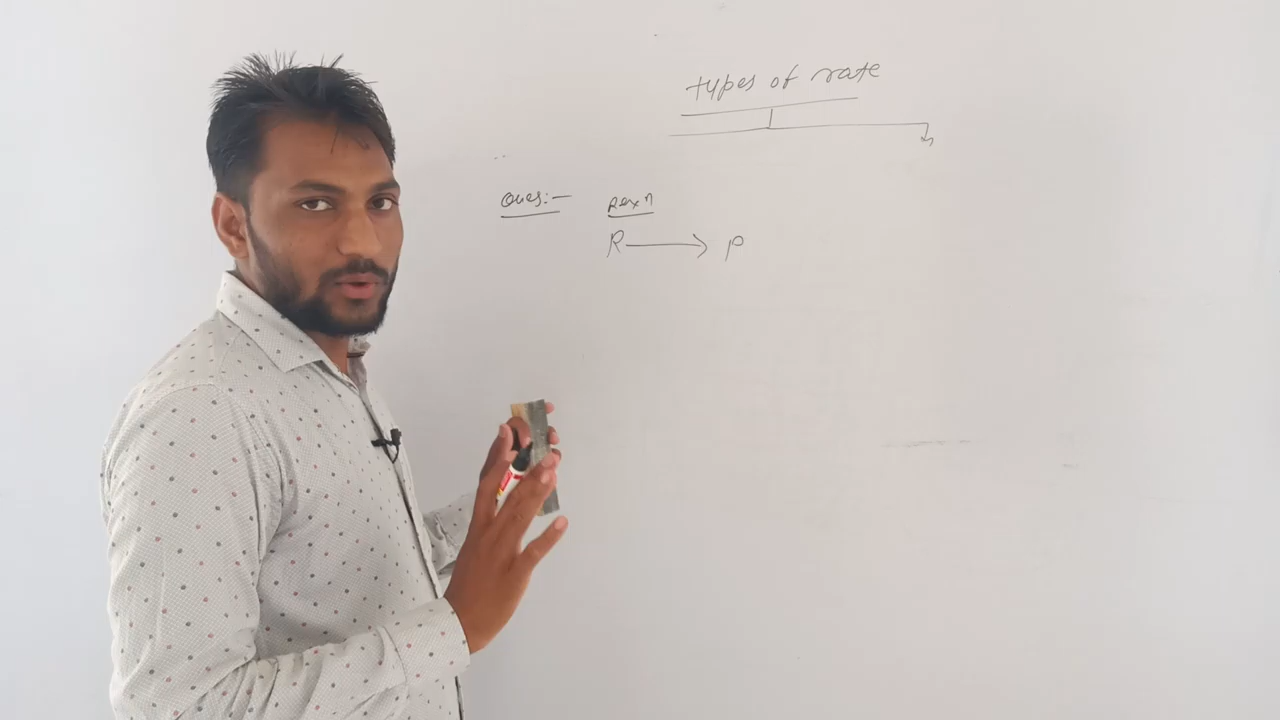 types of rate
Ques:- Rexn
R → P